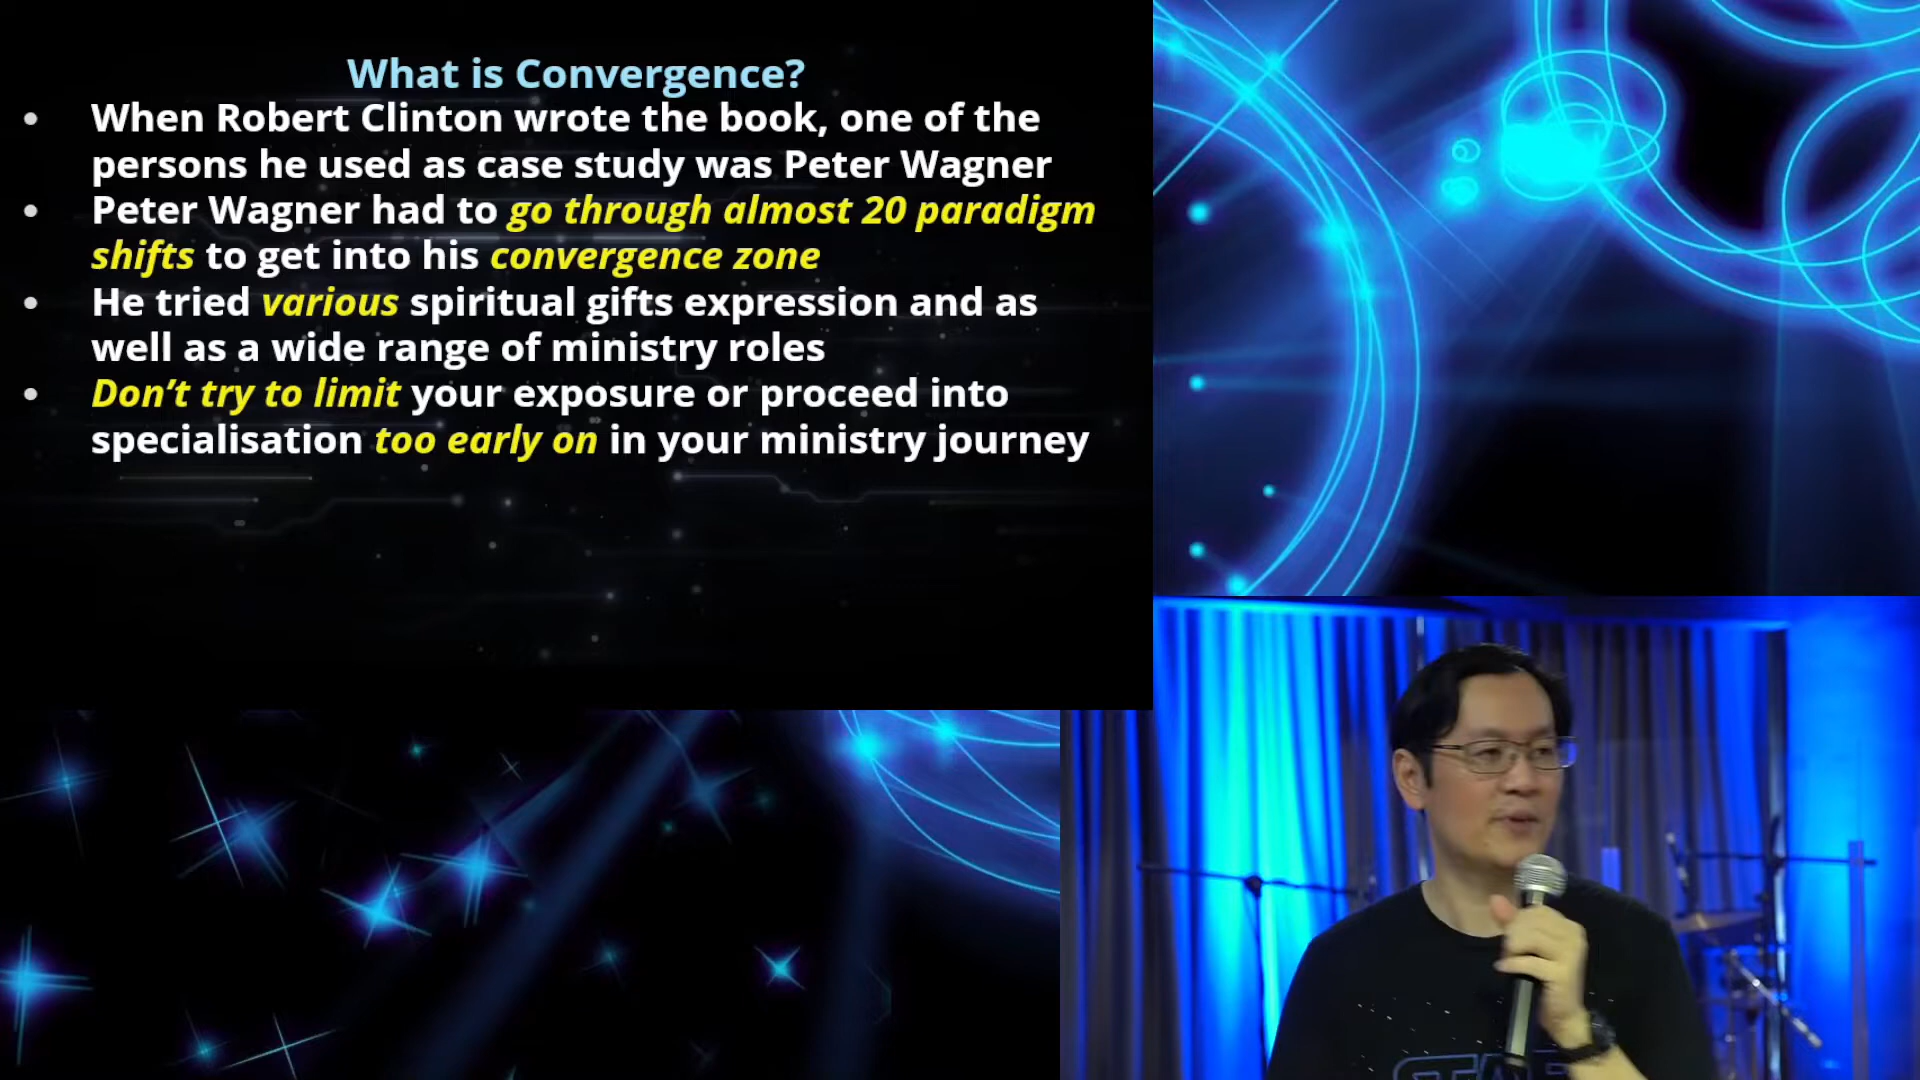 What is Convergence?
• When Robert Clinton wrote the book, one of the
persons he used as case study was Peter Wagner
• Peter Wagner had to go through almost 20 paradigm
shifts to get into his convergence zone
• He tried various spiritual gifts expression and as
well as a wide range of ministry roles
• Don’t try to limit your exposure or proceed into
specialisation too early on in your ministry journey